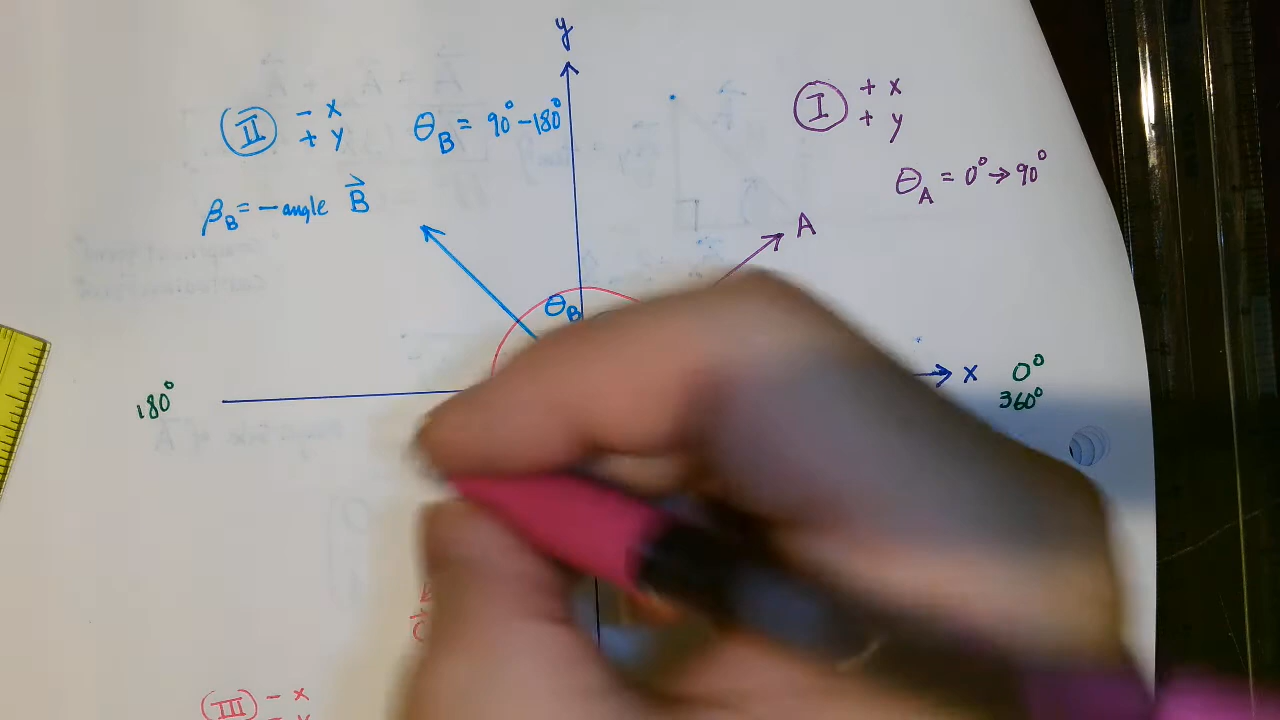 y
II - x
+ y
θB = 90° - 180°
βB = - angle B⃗
I + x
+ y
θA = 0° → 90°
A
θB
x 0°
360°
180°
C⃗
III - x